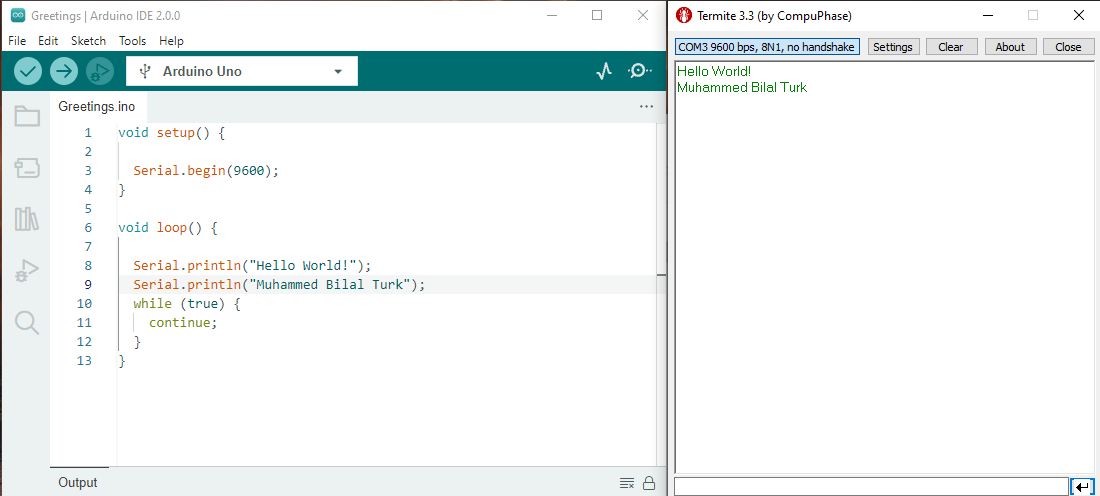 Greetings | Arduino IDE 2.0.0
File Edit Sketch Tools Help
Arduino Uno
Greetings.ino
1 void setup() {
2
3 Serial.begin(9600);
4 }
5
6 void loop() {
7
8 Serial.println("Hello World!");
9 Serial.println("Muhammed Bilal Turk");
10 while (true) {
11 continue;
12 }
13 }
Output
Termite 3.3 (by CompuPhase)
COM3 9600 bps, 8N1, no handshake Settings Clear About Close
Hello World!
Muhammed Bilal Turk